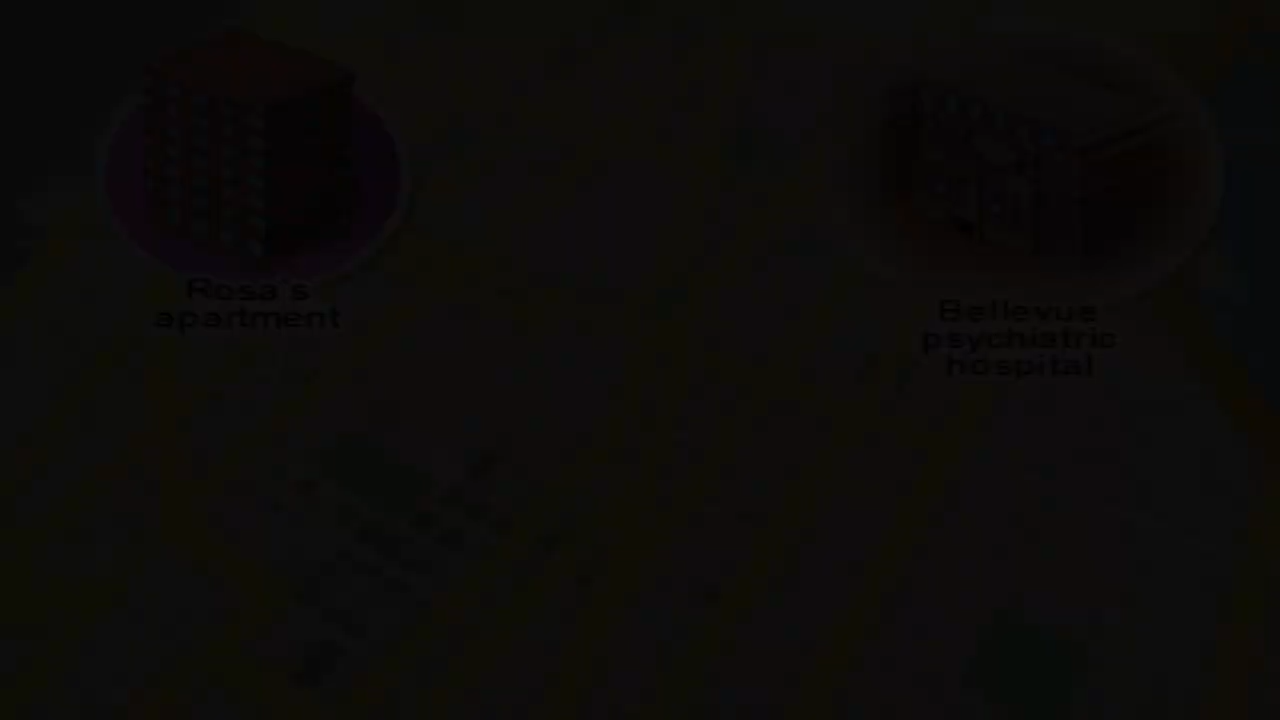 Rosa's
apartment
Bellevue
psychiatric
hospital